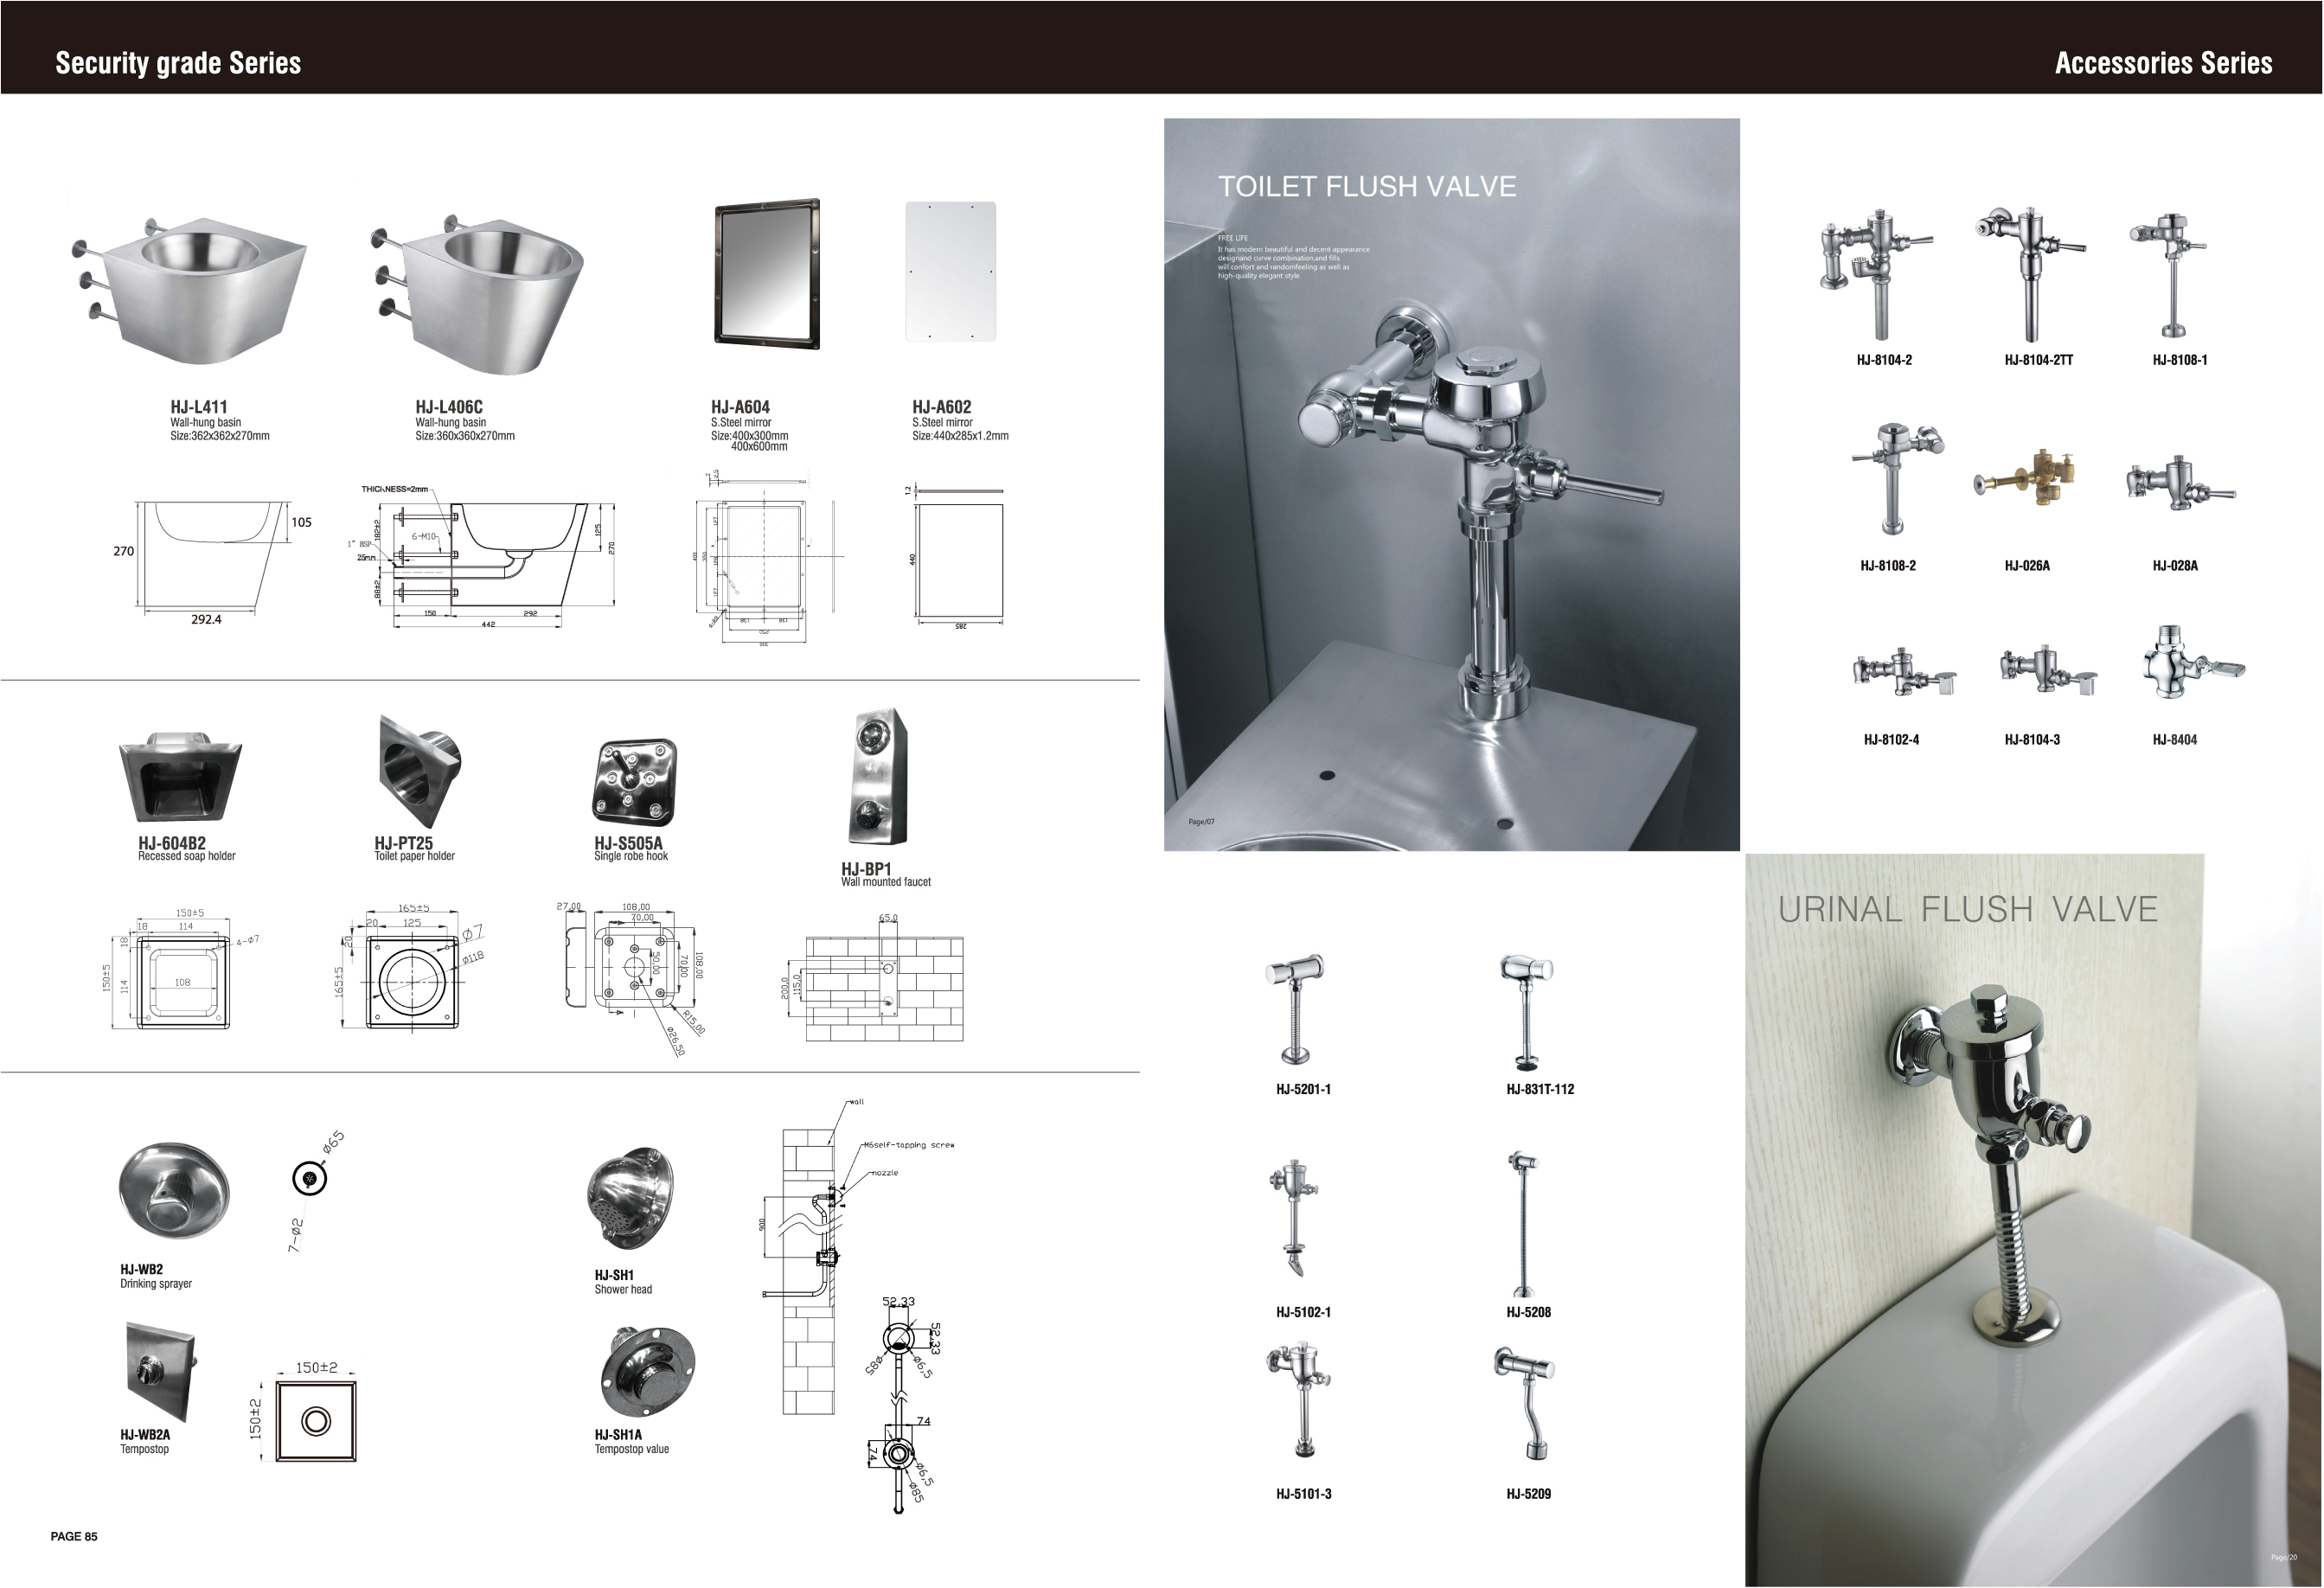 Security grade Series
Accessories Series
HJ-L411
Wall-hung basin
Size:362x362x270mm
HJ-L406C
Wall-hung basin
Size:360x360x270mm
HJ-A604
S.Steel mirror
Size:400x300mm
400x600mm
HJ-A602
S.Steel mirror
Size:440x285x1.2mm
270
105
292.4
THICKNESS=2mm
182±2
1" BSP
25mm
88±2
6-M10
125
270
150
292
442
1.2
440
285
HJ-604B2
Recessed soap holder
HJ-PT25
Toilet paper holder
HJ-S505A
Single robe hook
HJ-BP1
Wall mounted faucet
150±5
18
114
18
4-Ø7
150±5
114
108
165±5
20
125
20
Ø7
Ø118
165±5
27,00
108,00
70,00
50,00
70,00
108,00
R15,00
Ø26,50
65,0
200,0
115,0
HJ-WB2
Drinking sprayer
Ø65
7-Ø2
HJ-WB2A
Tempostop
150±2
150±2
HJ-SH1
Shower head
HJ-SH1A
Tempostop value
wall
M6self-tapping screw
nozzle
900
52,33
52,33
Ø85
Ø6,5
74
74
Ø6,5
Ø85
PAGE 85
TOILET FLUSH VALVE
FREE LIFE
It has modern beautiful and decent appearance
designand curve combination,and fills
will confort and randomfeeling as well as
high-quality elegant style.
Page/07
HJ-8104-2
HJ-8104-2TT
HJ-8108-1
HJ-8108-2
HJ-026A
HJ-028A
HJ-8102-4
HJ-8104-3
HJ-8404
HJ-5201-1
HJ-831T-112
HJ-5102-1
HJ-5208
HJ-5101-3
HJ-5209
URINAL FLUSH VALVE
Page/20